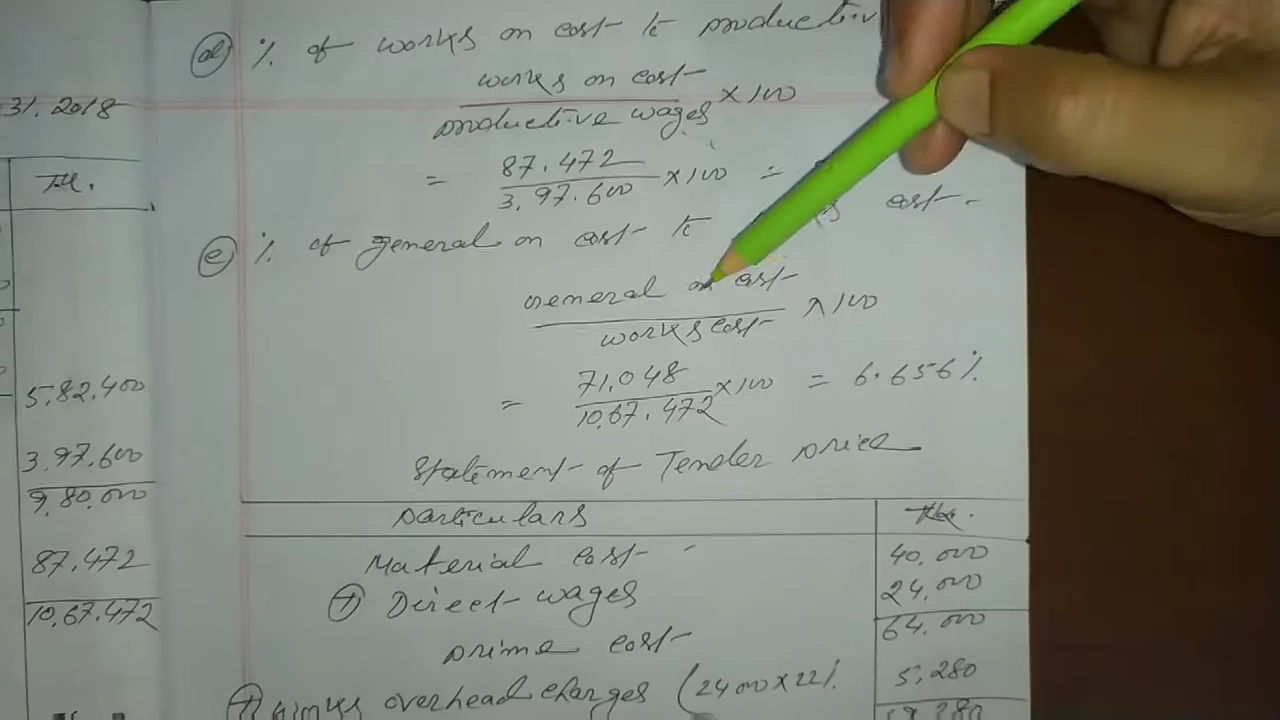 31, 2018
Tk.
5,82,400
3,97,600
9,80,000
87,472
10,67,472
(d) % of works on cost to productiv
works on cost
productive wages × 100
= 87,472
3,97,600 × 100 =
(e) % of general on cost to cost.
General on cost
works cost × 100
= 71,048
10,67,472 × 100 = 6.656%
Statement of Tender price
particulars Tk.
Material cost 40,000
(+) Direct wages 24,000
prime cost 64,000
(+) works overhead charges (24000×22% 5,280